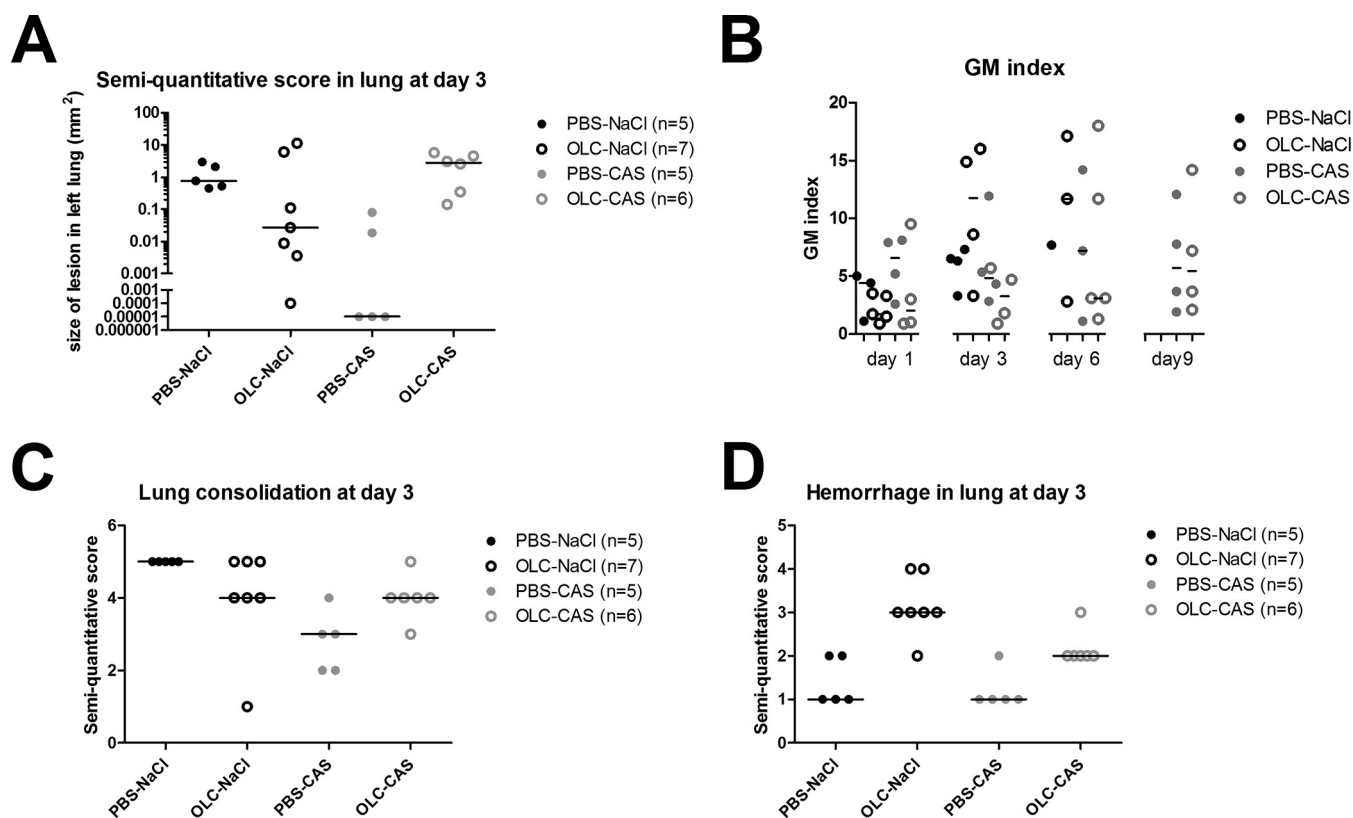 A
Semi-quantitative score in lung at day 3
size of lesion in left lung (mm2)
100
10
1
0.1
0.01
0.001
0.001
0.0001
0.00001
0.000001
PBS-NaCl
OLC-NaCl
PBS-CAS
OLC-CAS
PBS-NaCl (n=5)
OLC-NaCl (n=7)
PBS-CAS (n=5)
OLC-CAS (n=6)
B
GM index
GM index
20
15
10
5
0
day 1
day 3
day 6
day9
PBS-NaCl
OLC-NaCl
PBS-CAS
OLC-CAS
C
Lung consolidation at day 3
Semi-quantitative score
6
4
2
0
PBS-NaCl
OLC-NaCl
PBS-CAS
OLC-CAS
PBS-NaCl (n=5)
OLC-NaCl (n=7)
PBS-CAS (n=5)
OLC-CAS (n=6)
D
Hemorrhage in lung at day 3
Semi-quantitative score
5
4
3
2
1
0
PBS-NaCl
OLC-NaCl
PBS-CAS
OLC-CAS
PBS-NaCl (n=5)
OLC-NaCl (n=7)
PBS-CAS (n=5)
OLC-CAS (n=6)